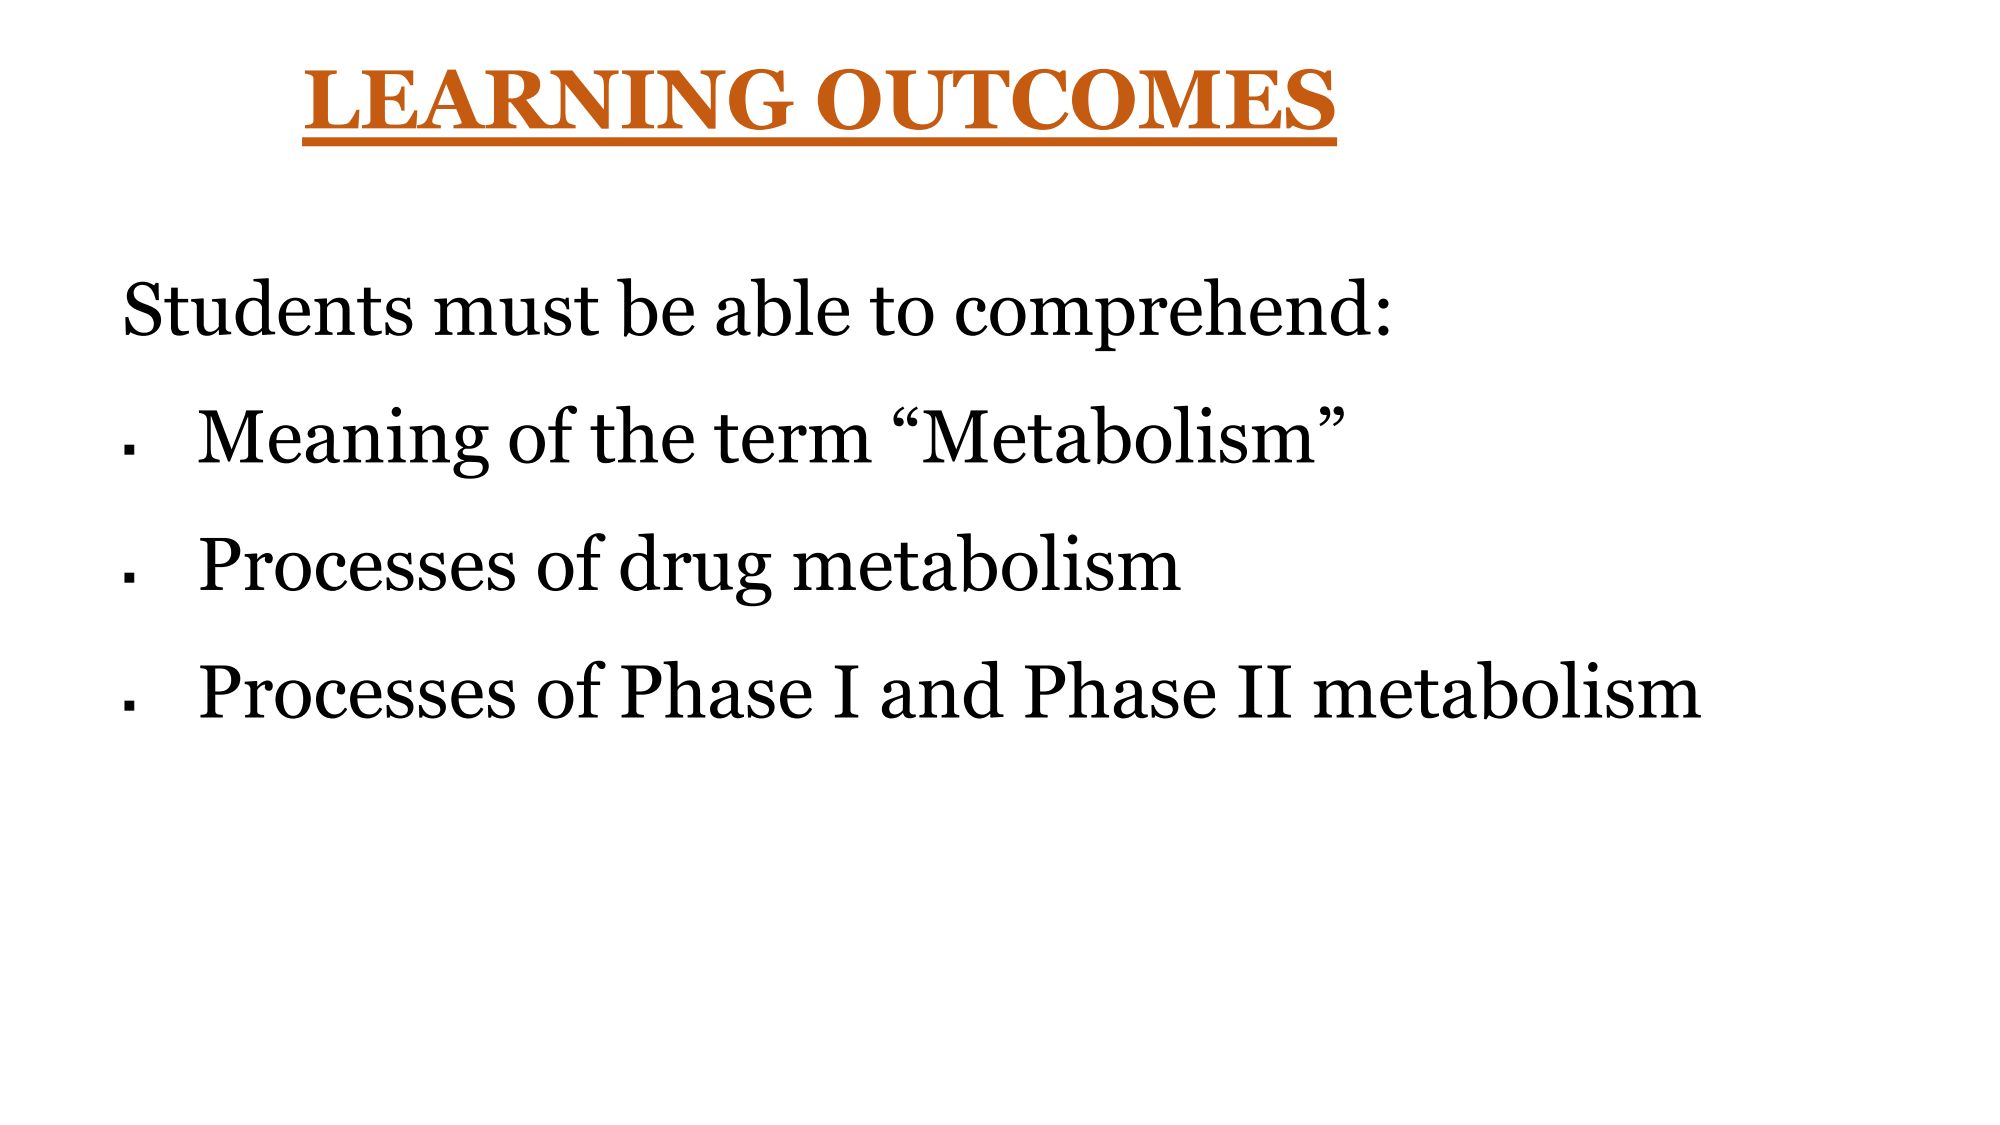 LEARNING OUTCOMES
Students must be able to comprehend:
▪ Meaning of the term “Metabolism”
▪ Processes of drug metabolism
▪ Processes of Phase I and Phase II metabolism